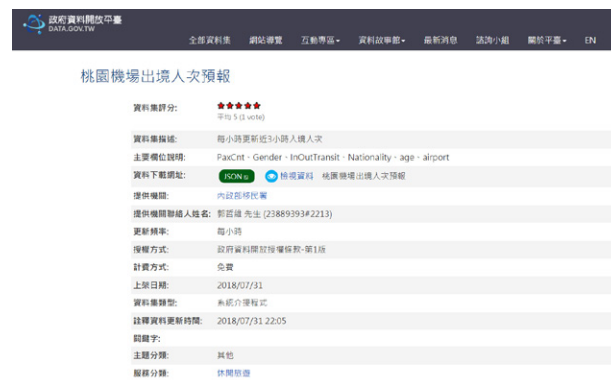 政府資料開放平臺
DATA.GOV.TW
全部資料集 網站導覽 互動專區 資料故事館 最新消息 諮詢小組 關於平臺 EN
桃園機場出境人次預報
資料集評分:
平均 5 (1 vote)
資料集描述: 每小時更新近3小時入境人次
主要欄位說明: PaxCnt、Gender、InOutTransit、Nationality、age、airport
資料下載網址: JSON 檢視資料 桃園機場出境人次預報
提供機關: 內政部移民署
提供機關聯絡人姓名: 郭哲維 先生 (23889393#2213)
更新頻率: 每小時
授權方式: 政府資料開放授權條款-第1版
計費方式: 免費
上架日期: 2018/07/31
資料集類型: 系統介接程式
詮釋資料更新時間: 2018/07/31 22:05
關鍵字:
主題分類: 其他
服務分類: 休閒旅遊